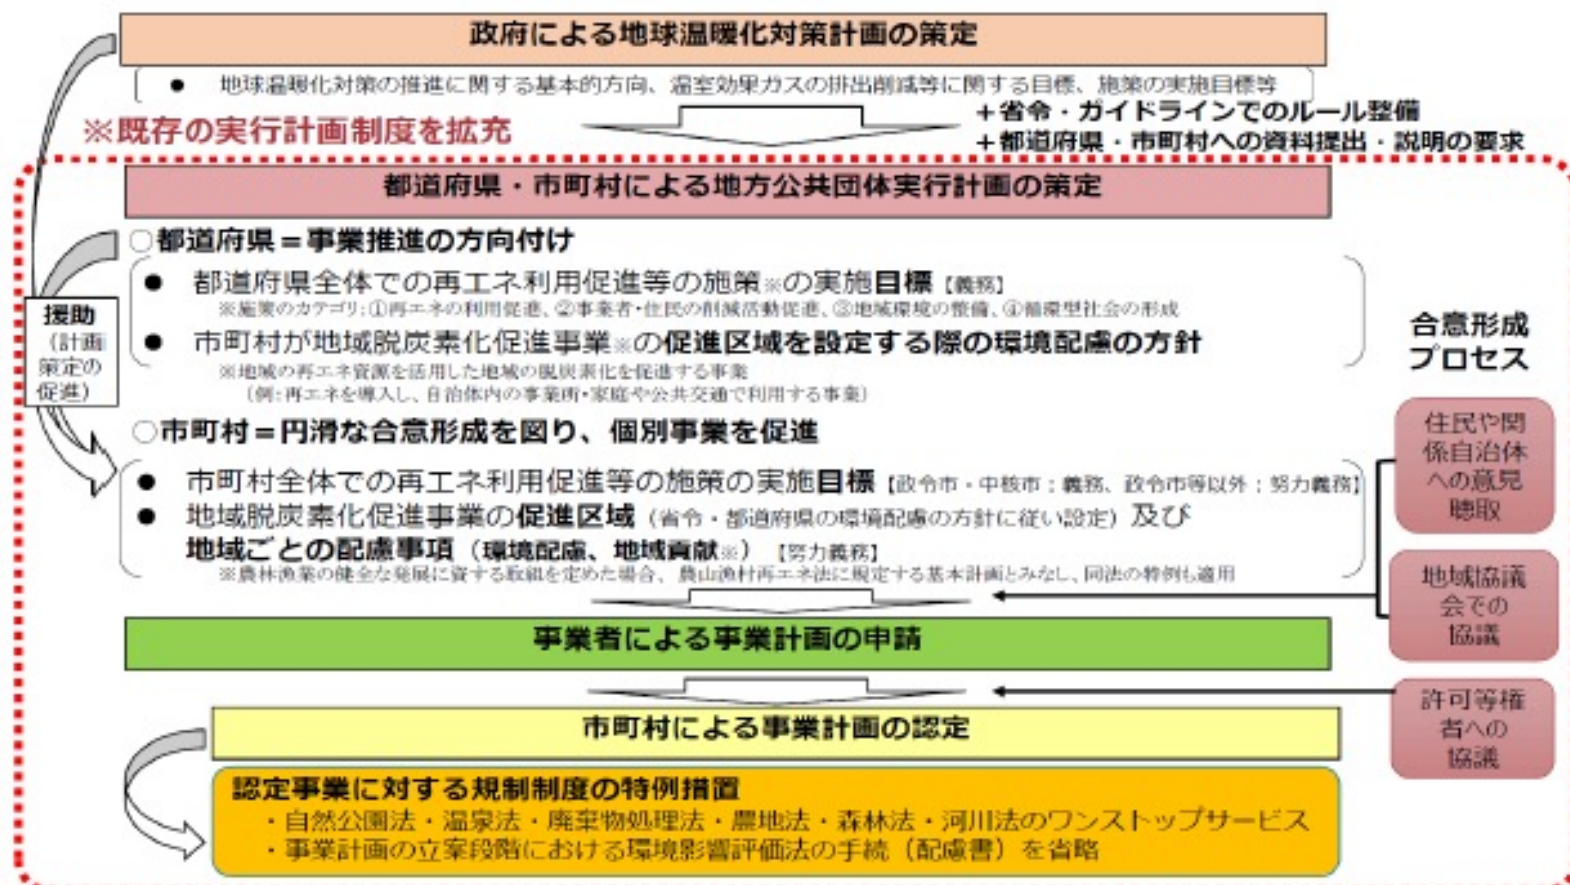 政府による地球温暖化対策計画の策定
● 地球温暖化対策の推進に関する基本的方向、温室効果ガスの排出削減等に関する目標、施策の実施目標等
＋省令・ガイドラインでのルール整備
＋都道府県・市町村への資料提出・説明の要求
※既存の実行計画制度を拡充
都道府県・市町村による地方公共団体実行計画の策定
○都道府県＝事業推進の方向付け
● 都道府県全体での再エネ利用促進等の施策※の実施目標【義務】
※施策のカテゴリ:①再エネの利用促進、②事業者・住民の削減活動促進、③地域環境の整備、④循環型社会の形成
● 市町村が地域脱炭素化促進事業※の促進区域を設定する際の環境配慮の方針
※地域の再エネ資源を活用した地域の脱炭素化を促進する事業
（例:再エネを導入し、自治体内の事業所・家庭や公共交通で利用する事業）
援助
（計画
策定の
促進）
○市町村＝円滑な合意形成を図り、個別事業を促進
● 市町村全体での再エネ利用促進等の施策の実施目標【政令市・中核市；義務、政令市等以外；努力義務】
● 地域脱炭素化促進事業の促進区域（省令・都道府県の環境配慮の方針に従い設定）及び
地域ごとの配慮事項（環境配慮、地域貢献※）【努力義務】
※農林漁業の健全な発展に資する取組を定めた場合、農山漁村再エネ法に規定する基本計画とみなし、同法の特例も適用
合意形成
プロセス
住民や関
係自治体
への意見
聴取
地域協議
会での
協議
許可等権
者への
協議
事業者による事業計画の申請
市町村による事業計画の認定
認定事業に対する規制制度の特例措置
・自然公園法・温泉法・廃棄物処理法・農地法・森林法・河川法のワンストップサービス
・事業計画の立案段階における環境影響評価法の手続（配慮書）を省略